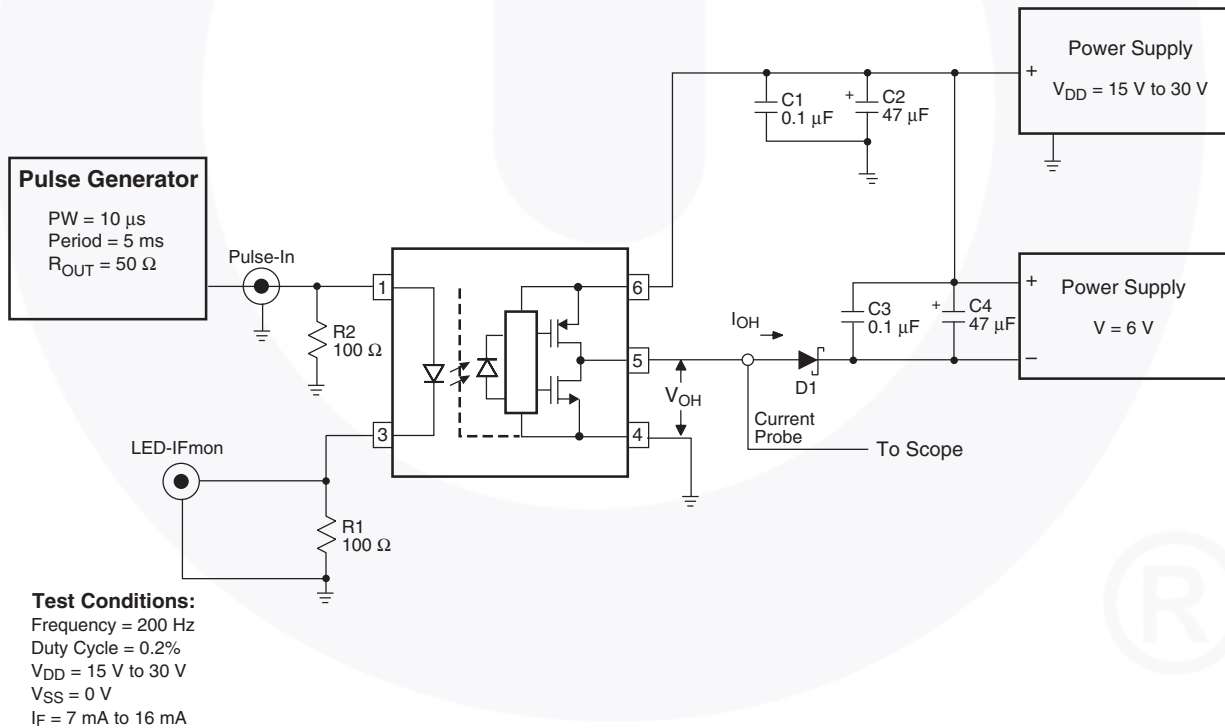 Power Supply
V_DD = 15 V to 30 V
+
C1
0.1 μF
+
C2
47 μF
Pulse Generator
PW = 10 μs
Period = 5 ms
R_OUT = 50 Ω
Pulse-In
1
R2
100 Ω
3
6
5
4
V_OH
I_OH
Current
Probe
To Scope
D1
C3
0.1 μF
+
C4
47 μF
+
Power Supply
V = 6 V
−
LED-IFmon
R1
100 Ω
Test Conditions:
Frequency = 200 Hz
Duty Cycle = 0.2%
V_DD = 15 V to 30 V
V_SS = 0 V
I_F = 7 mA to 16 mA
®